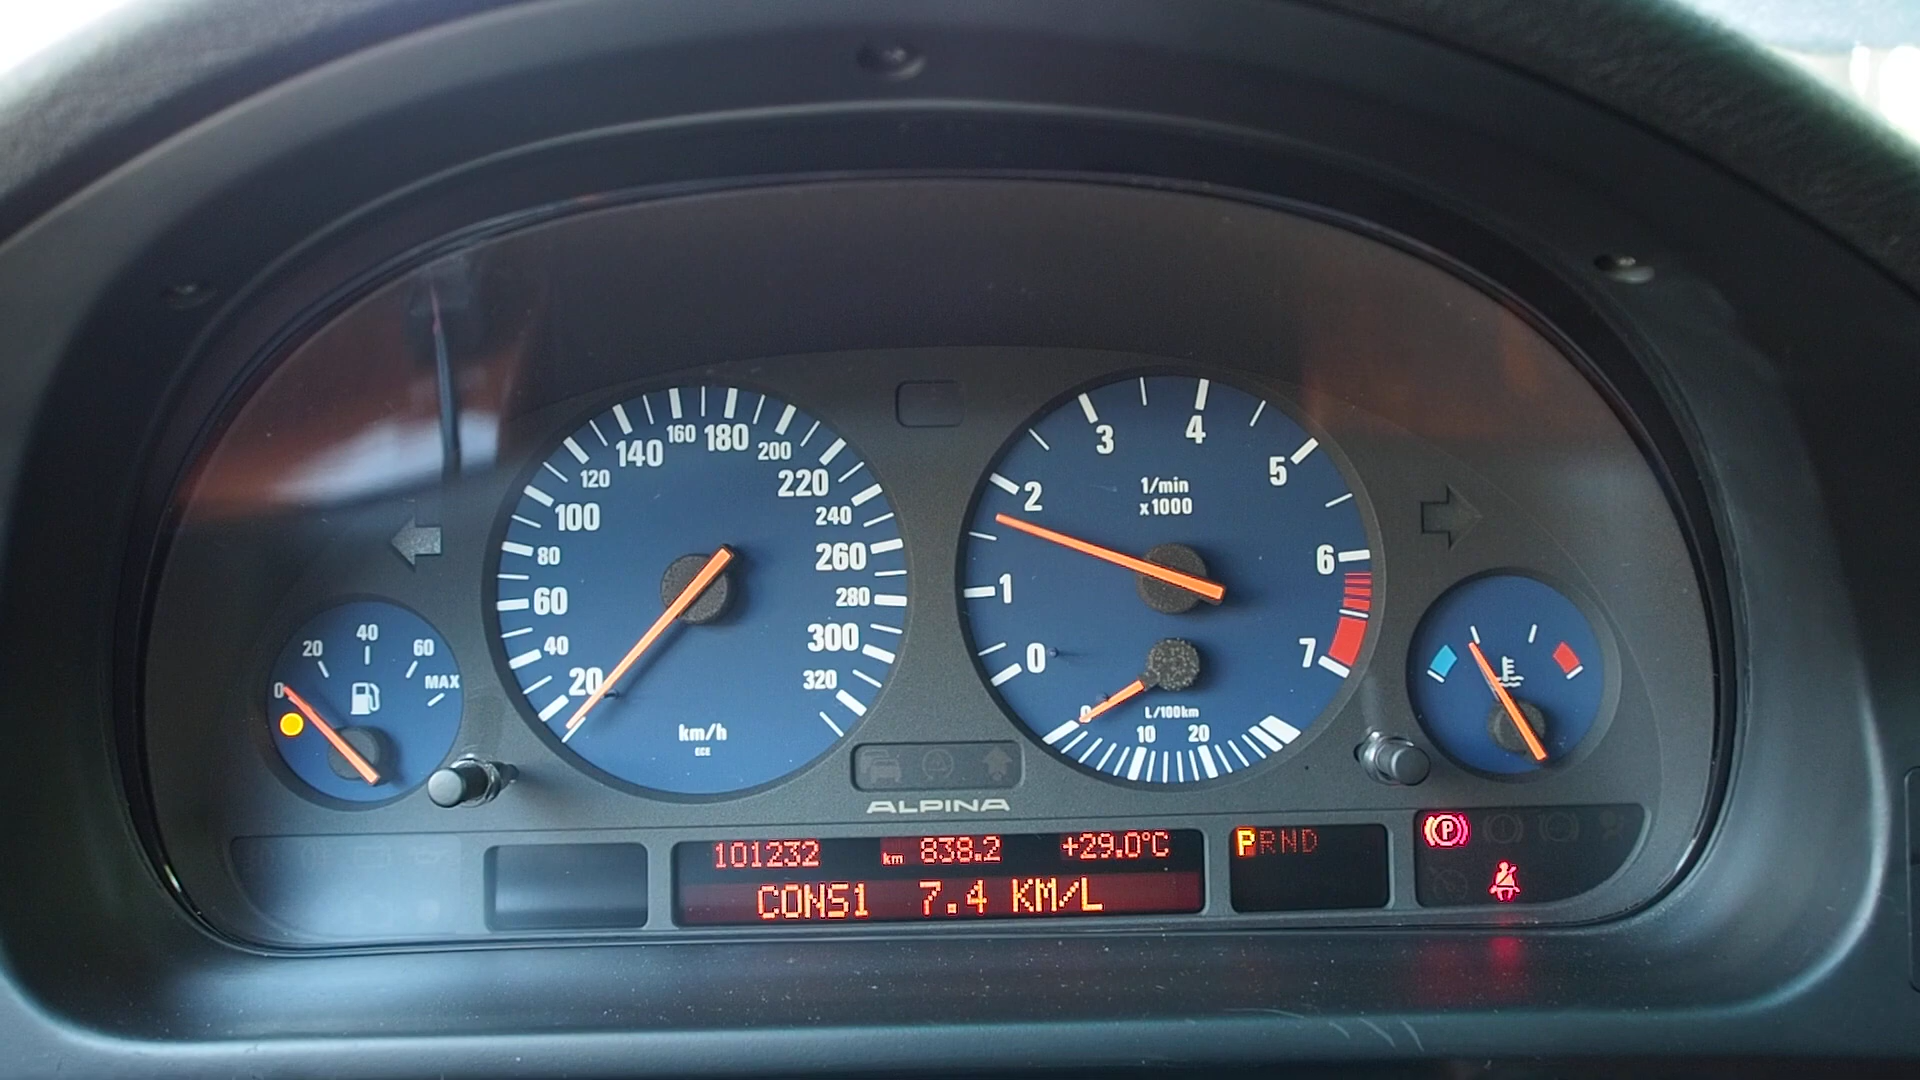 20 40 60 MAX
0
20 40 60 80 100 120 140 160 180 200 220 240 260 280 300 320
km/h
ECE
0 1 2 3 4 5 6 7
1/min
x1000
0 10 20
L/100km
ALPINA
101232 km 838.2 +29.0°C
CONS1 7.4 KM/L
PRND
(P)